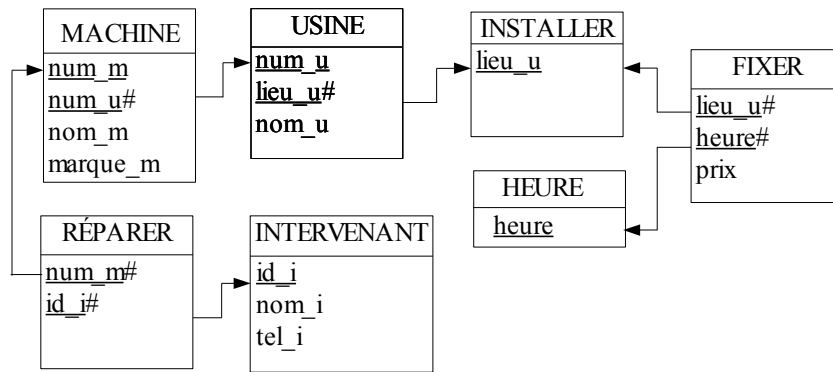 MACHINE
num_m
num_u#
nom_m
marque_m
USINE
num_u
lieu_u#
nom_u
INSTALLER
lieu_u
FIXER
lieu_u#
heure#
prix
HEURE
heure
RÉPARER
num_m#
id_i#
INTERVENANT
id_i
nom_i
tel_i